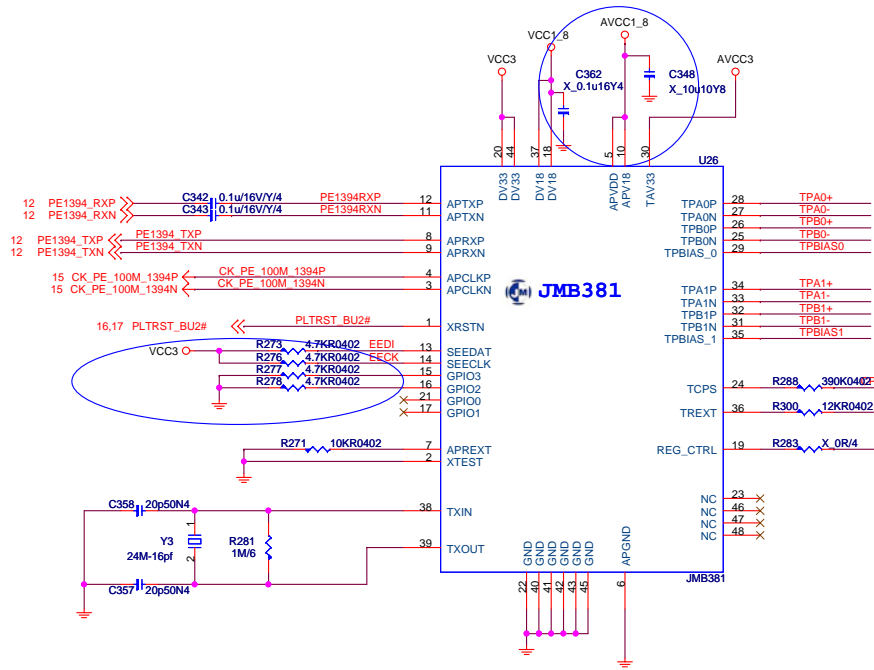 AVCC1_8
VCC1_8
VCC3
AVCC3
C362
X_0.1u16Y4
C348
X_10u10Y8
20
44
37
18
5
10
30
U26
DV33
DV33
DV18
DV18
APVDD
APV18
TAV33
12 PE1394_RXP
C342 0.1u/16V/Y/4
PE1394RXP
12 APTXP
12 PE1394_RXN
C343 0.1u/16V/Y/4
PE1394RXN
11 APTXN
12 PE1394_TXP
PE1394_TXP
8 APRXP
12 PE1394_TXN
PE1394_TXN
9 APRXN
15 CK_PE_100M_1394P
CK_PE_100M_1394P
4 APCLKP
15 CK_PE_100M_1394N
CK_PE_100M_1394N
3 APCLKN
16,17 PLTRST_BU2#
PLTRST_BU2#
1 XRSTN
VCC3
R273 4.7KR0402 EEDI
13 SEEDAT
R276 4.7KR0402 EECK
14 SEECLK
R277 4.7KR0402
15 GPIO3
R278 4.7KR0402
16 GPIO2
21 GPIO0
17 GPIO1
R271 10KR0402
7 APREXT
2 XTEST
C358 20p50N4
38 TXIN
1
Y3
24M-16pf
2
R281
1M/6
C357 20p50N4
39 TXOUT
JM JMB381
TPA0P 28 TPA0+
TPA0N 27 TPA0-
TPB0P 26 TPB0+
TPB0N 25 TPB0-
TPBIAS_0 29 TPBIAS0
TPA1P 34 TPA1+
TPA1N 33 TPA1-
TPB1P 32 TPB1+
TPB1N 31 TPB1-
TPBIAS_1 35 TPBIAS1
TCPS 24 R288 390K0402
TREXT 36 R300 12KR0402
REG_CTRL 19 R283 X_0R/4
NC 23
NC 46
NC 47
NC 48
GND
GND
GND
GND
GND
GND
APGND
JMB381
22
40
41
42
43
45
6